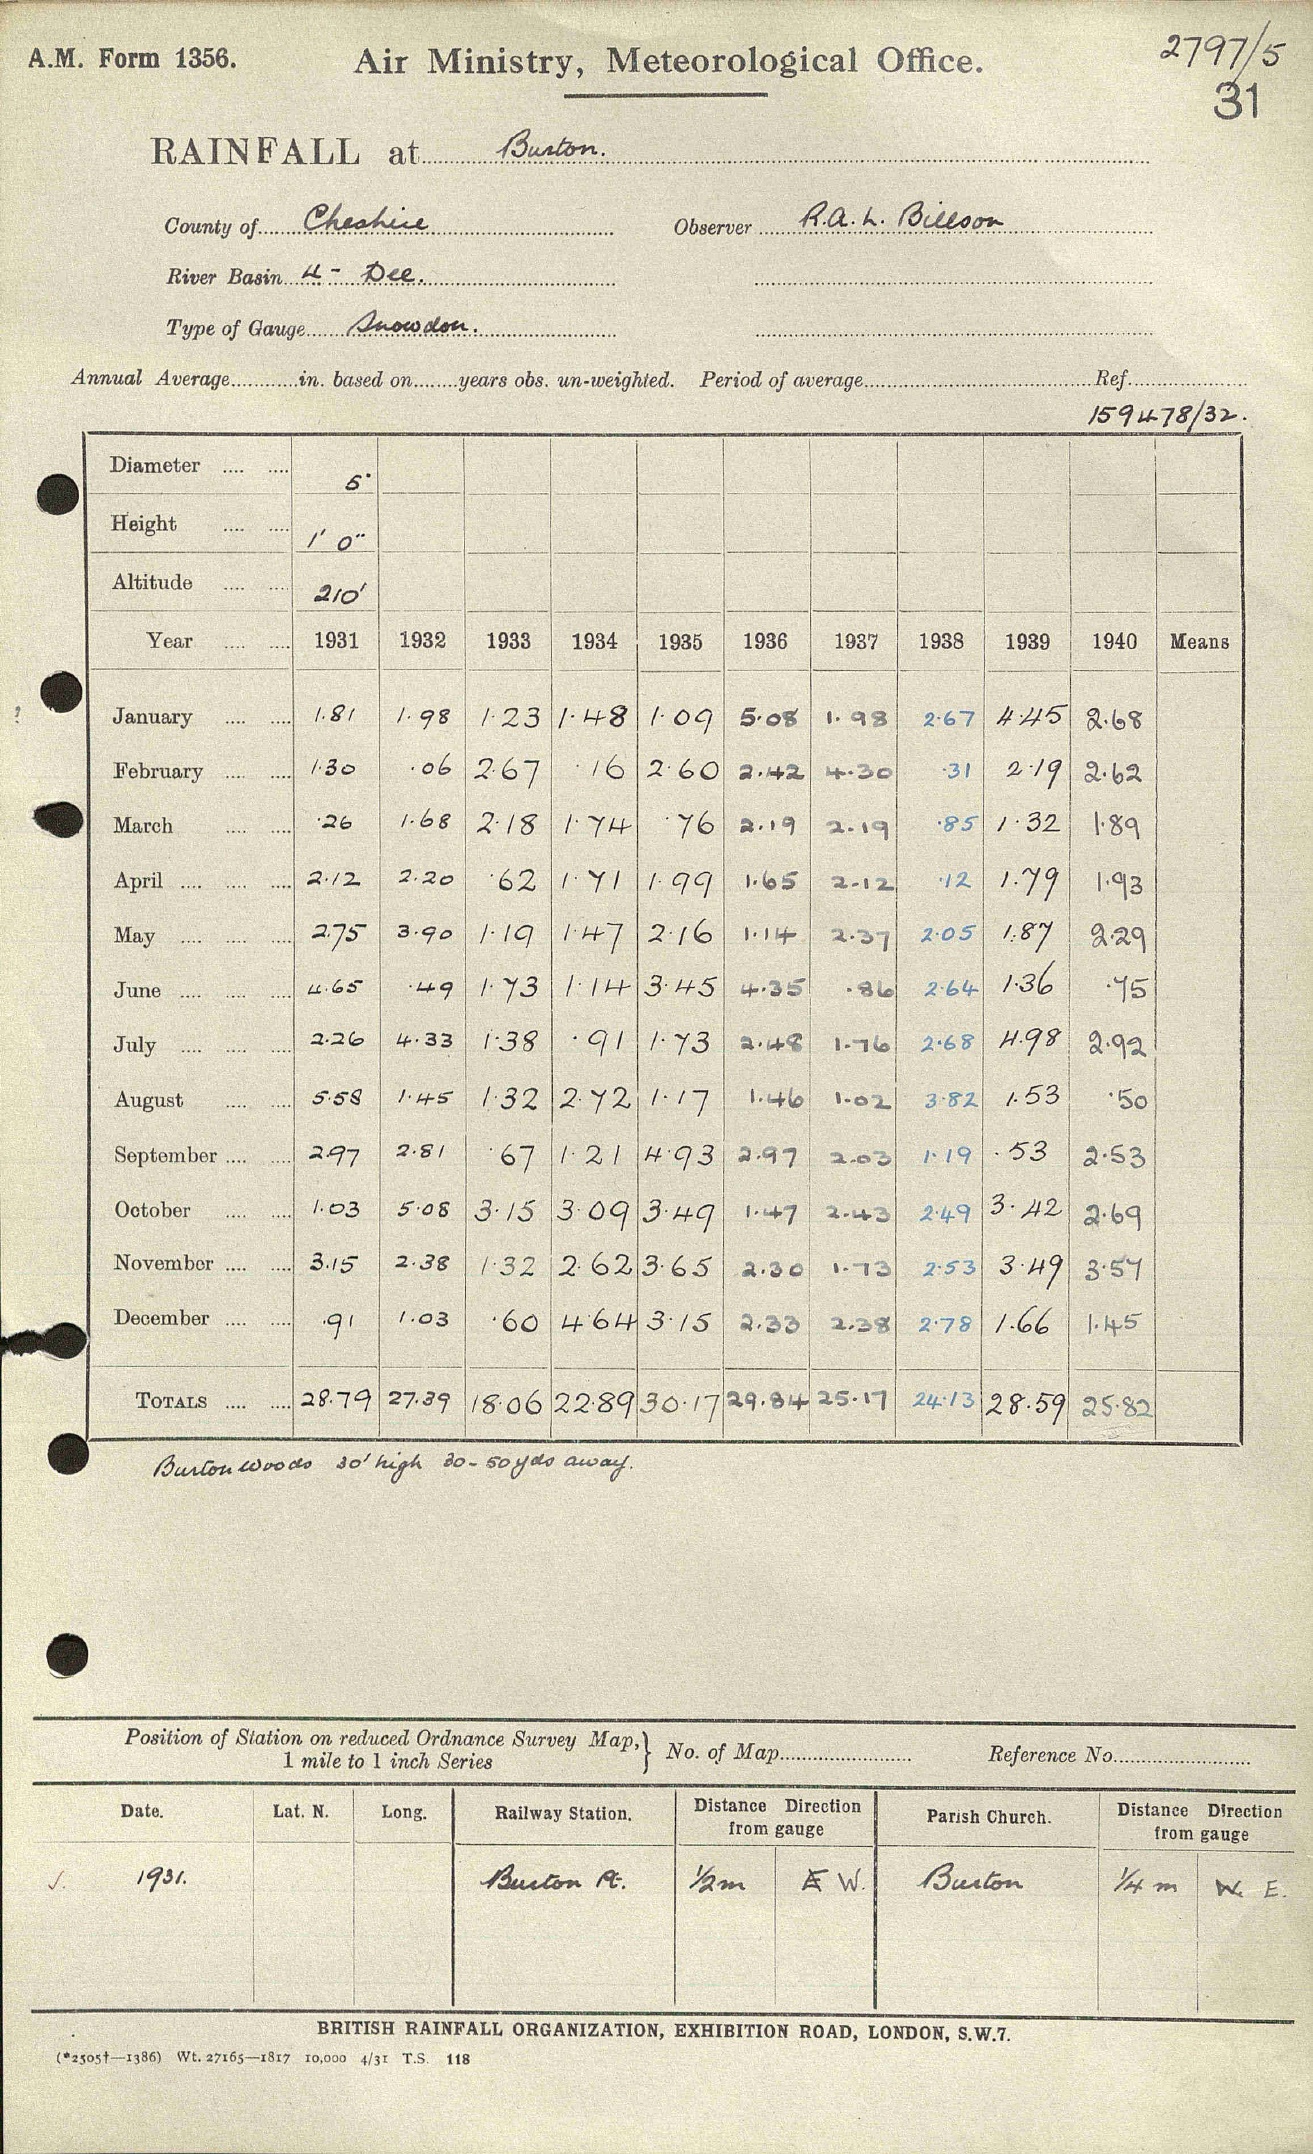 A.M. Form 1356.
Air Ministry, Meteorological Office.
2797/5
31
RAINFALL at Burton.
County of Cheshire Observer R.A.L. Billson
River Basin 4 - Dee.
Type of Gauge Snowdon.
Annual Average in. based on years obs. un-weighted. Period of average Ref.
159478/32.
Diameter 5"
Height 1' 0"
Altitude 210'
Year 1931 1932 1933 1934 1935 1936 1937 1938 1939 1940 Means
January 1.81 1.98 1.23 1.48 1.09 5.08 1.98 2.67 4.45 2.68
February 1.30 .06 2.67 .16 2.60 2.42 4.30 .31 2.19 2.62
March .26 1.68 2.18 1.74 .76 2.19 2.19 .85 1.32 1.89
April 2.12 2.20 .62 1.71 1.99 1.65 2.12 .12 1.79 1.93
May 2.75 3.90 1.19 1.47 2.16 1.14 2.37 2.05 1.87 2.29
June 4.65 .49 1.73 1.14 3.45 4.35 .86 2.64 1.36 .75
July 2.26 4.33 1.38 .91 1.73 2.48 1.76 2.68 4.98 2.92
August 5.58 1.45 1.32 2.72 1.17 1.46 1.02 3.82 1.53 .50
September 2.97 2.81 .67 1.21 4.93 2.97 2.03 1.19 .53 2.53
October 1.03 5.08 3.15 3.09 3.49 1.47 2.43 2.49 3.42 2.69
November 3.15 2.38 1.32 2.62 3.65 2.30 1.73 2.53 3.49 3.57
December .91 1.03 .60 4.64 3.15 2.33 2.38 2.78 1.66 1.45
TOTALS 28.79 27.39 18.06 22.89 30.17 29.84 25.17 24.13 28.59 25.82
Burton woods 30' high 30-50 yds away.
Position of Station on reduced Ordnance Survey Map,} No. of Map Reference No.
1 mile to 1 inch Series
Date. Lat. N. Long. Railway Station. Distance Direction from gauge Parish Church. Distance Direction from gauge
J. 1931. Burton Pt. 1/2 m E W. Burton 1/4 m W. E.
BRITISH RAINFALL ORGANIZATION, EXHIBITION ROAD, LONDON, S.W.7.
(*2505†—1386) Wt. 27165—1817 10,000 4/31 T.S. 118